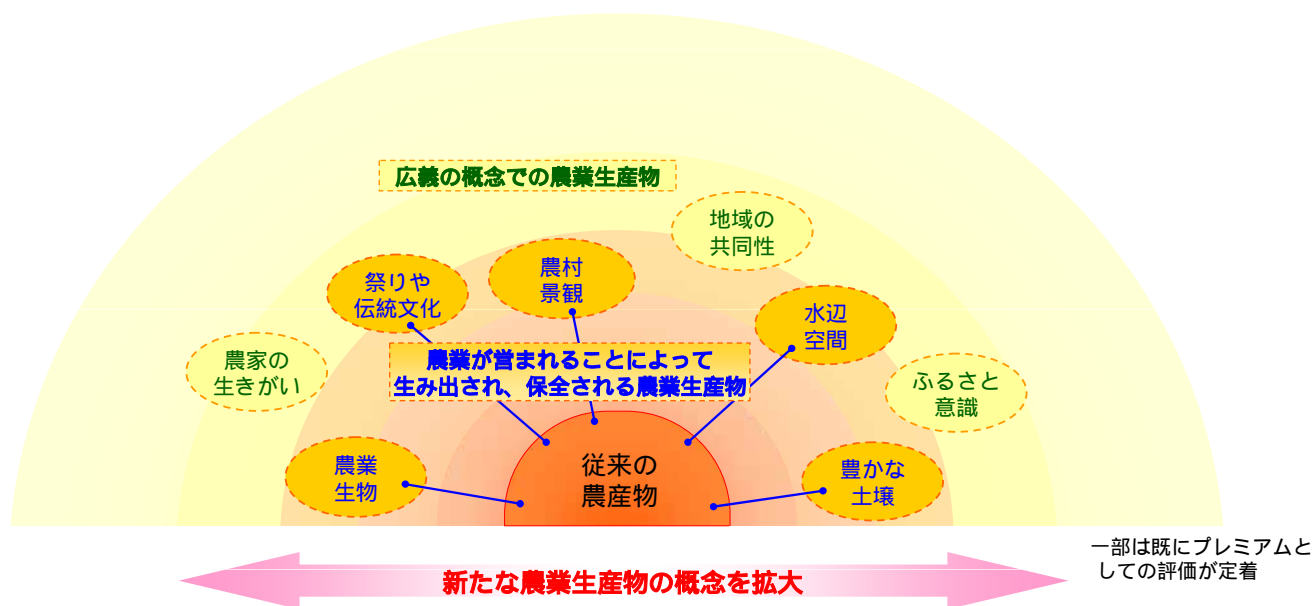 広義の概念での農業生産物
地域の
共同性
農村
景観
祭りや
伝統文化
水辺
空間
農家の
生きがい
農業が営まれることによって
生み出され、保全される農業生産物
ふるさと
意識
農業
生物
従来の
農産物
豊かな
土壌
一部は既にプレミアムと
しての評価が定着
新たな農業生産物の概念を拡大